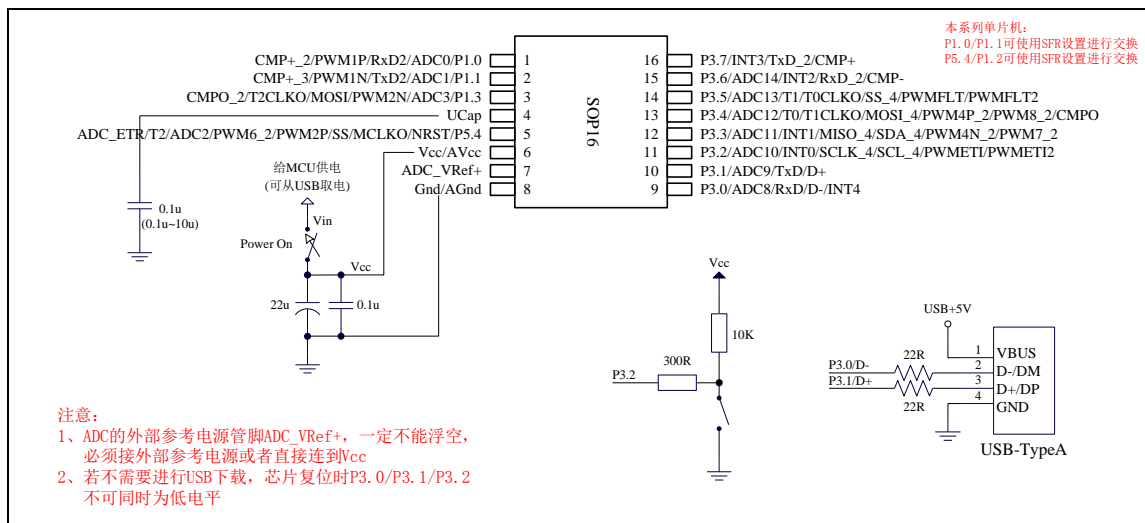 本系列单片机:
P1.0/P1.1可使用SFR设置进行交换
P5.4/P1.2可使用SFR设置进行交换
SOP16
CMP+_2/PWM1P/RxD2/ADC0/P1.0 1
CMP+_3/PWM1N/TxD2/ADC1/P1.1 2
CMPO_2/T2CLKO/MOSI/PWM2N/ADC3/P1.3 3
UCap 4
ADC_ETR/T2/ADC2/PWM6_2/PWM2P/SS/MCLKO/NRST/P5.4 5
Vcc/AVcc 6
ADC_VRef+ 7
Gnd/AGnd 8
16 P3.7/INT3/TxD_2/CMP+
15 P3.6/ADC14/INT2/RxD_2/CMP-
14 P3.5/ADC13/T1/T0CLKO/SS_4/PWMFLT/PWMFLT2
13 P3.4/ADC12/T0/T1CLKO/MOSI_4/PWM4P_2/PWM8_2/CMPO
12 P3.3/ADC11/INT1/MISO_4/SDA_4/PWM4N_2/PWM7_2
11 P3.2/ADC10/INT0/SCLK_4/SCL_4/PWMETI/PWMETI2
10 P3.1/ADC9/TxD/D+
9 P3.0/ADC8/RxD/D-/INT4
给MCU供电
(可从USB取电)
0.1u
(0.1u~10u)
Vin
Power On
Vcc
22u
0.1u
Vcc
10K
300R
P3.2
USB+5V
22R
P3.0/D-
P3.1/D+
22R
1 VBUS
2 D-/DM
3 D+/DP
4 GND
USB-TypeA
注意:
1、ADC的外部参考电源管脚ADC_VRef+,一定不能浮空,
必须接外部参考电源或者直接连到Vcc
2、若不需要进行USB下载,芯片复位时P3.0/P3.1/P3.2
不可同时为低电平